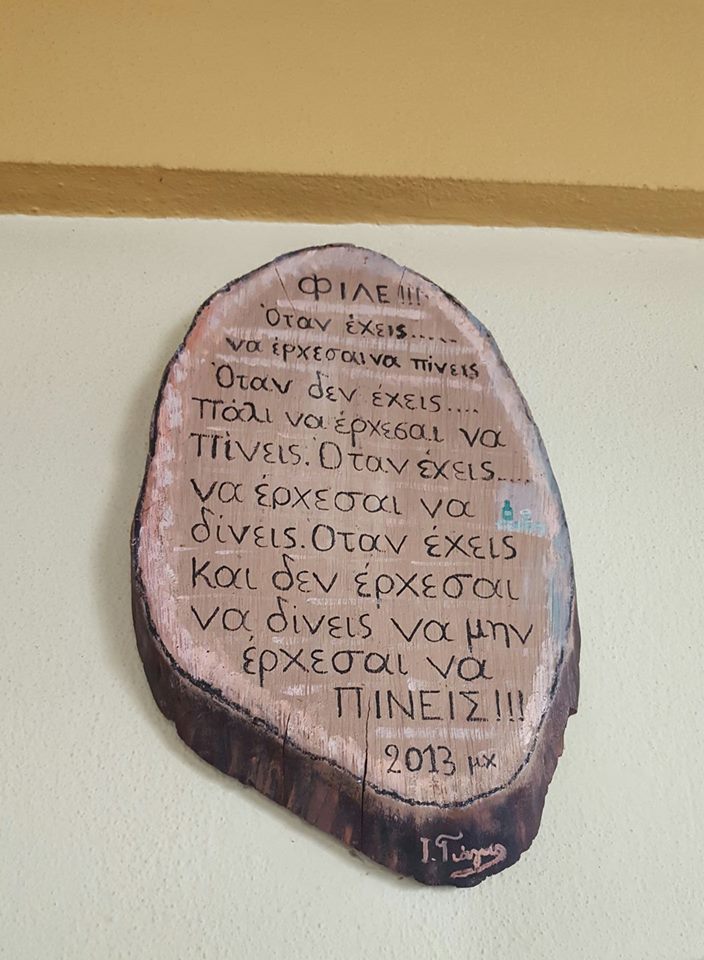 ΦΙΛΕ!!!
Όταν έχεις.....
να έρχεσαι να πίνεις
Όταν δεν έχεις....
Πάλι να έρχεσαι να
Πίνεις. Όταν έχεις....
να έρχεσαι να
δίνεις. Όταν έχεις
και δεν έρχεσαι
να δίνεις να μην
έρχεσαι να
ΠΙΝΕΙΣ!!!
2013 μχ